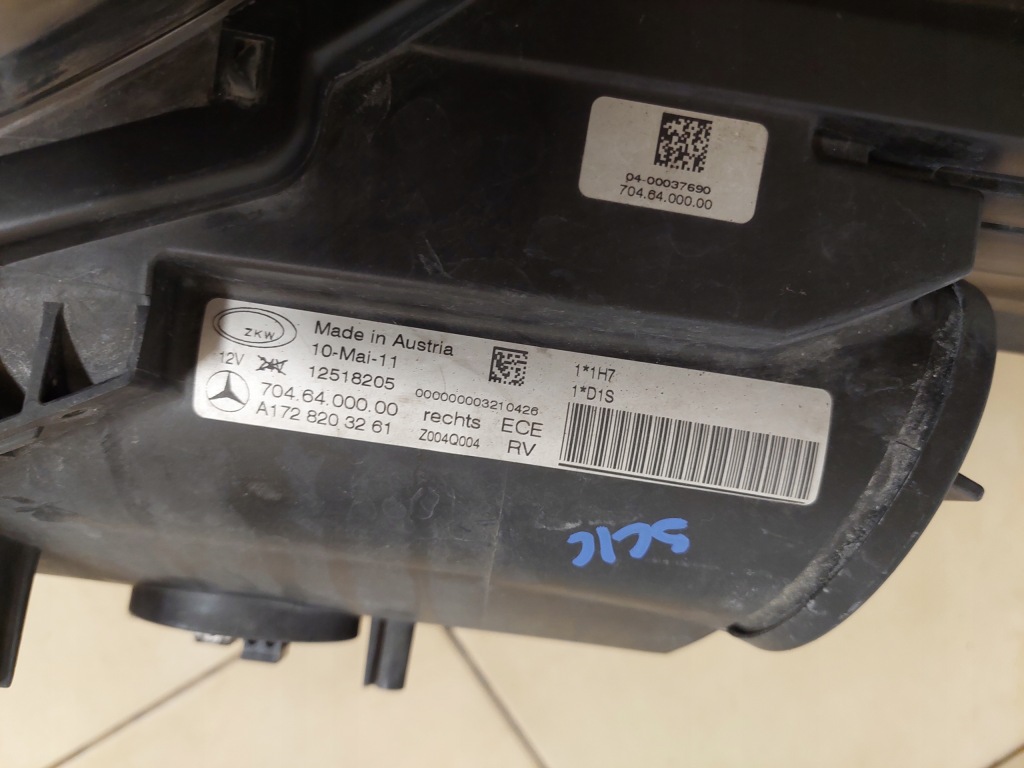 04-00037690
704.64.000.00
ZKW
Made in Austria
10-Mai-11
12V 24V 12518205
704.64.000.00
A172 820 32 61
000000003210426
rechts ECE
Z004Q004 RV
1*1H7
1*D1S